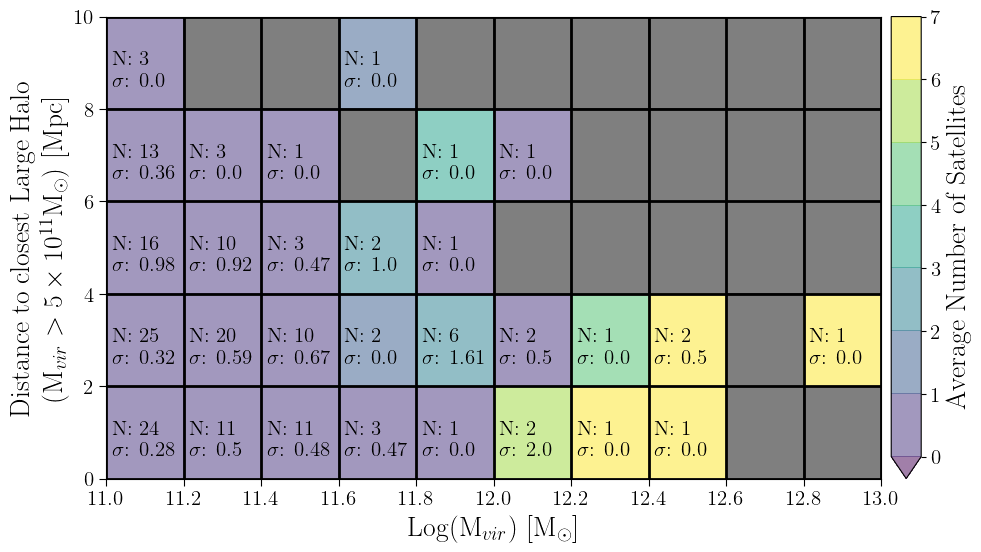 Distance to closest Large Halo
(M_{vir} > 5 × 10^{11}M_⊙) [Mpc]
10
8
6
4
2
0
N: 3
σ: 0.0
N: 1
σ: 0.0
N: 13
σ: 0.36
N: 3
σ: 0.0
N: 1
σ: 0.0
N: 1
σ: 0.0
N: 1
σ: 0.0
N: 16
σ: 0.98
N: 10
σ: 0.92
N: 3
σ: 0.47
N: 2
σ: 1.0
N: 1
σ: 0.0
N: 25
σ: 0.32
N: 20
σ: 0.59
N: 10
σ: 0.67
N: 2
σ: 0.0
N: 6
σ: 1.61
N: 2
σ: 0.5
N: 1
σ: 0.0
N: 2
σ: 0.5
N: 1
σ: 0.0
N: 24
σ: 0.28
N: 11
σ: 0.5
N: 11
σ: 0.48
N: 3
σ: 0.47
N: 1
σ: 0.0
N: 2
σ: 2.0
N: 1
σ: 0.0
N: 1
σ: 0.0
11.0 11.2 11.4 11.6 11.8 12.0 12.2 12.4 12.6 12.8 13.0
Log(M_{vir}) [M_⊙]
7
6
5
4
3
2
1
0
Average Number of Satellites